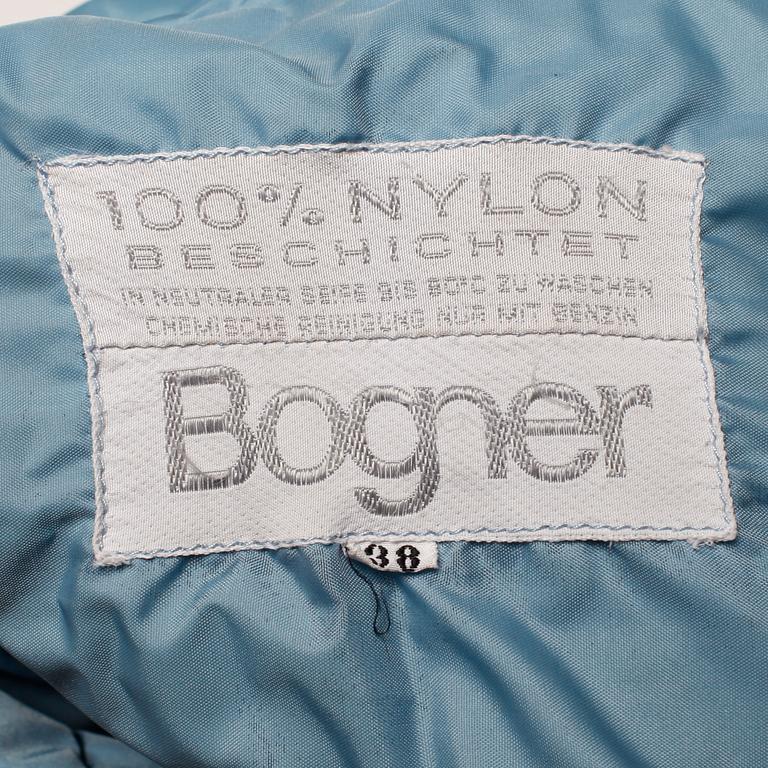 100% NYLON
BESCHICHTET
IN NEUTRALER SEIFE BIS 30°C ZU WASCHEN
CHEMISCHE REINIGUNG NUR MIT BENZIN
Bogner
38